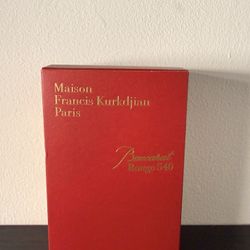 Maison
Francis Kurkdjian
Paris
Baccarat
Rouge 540